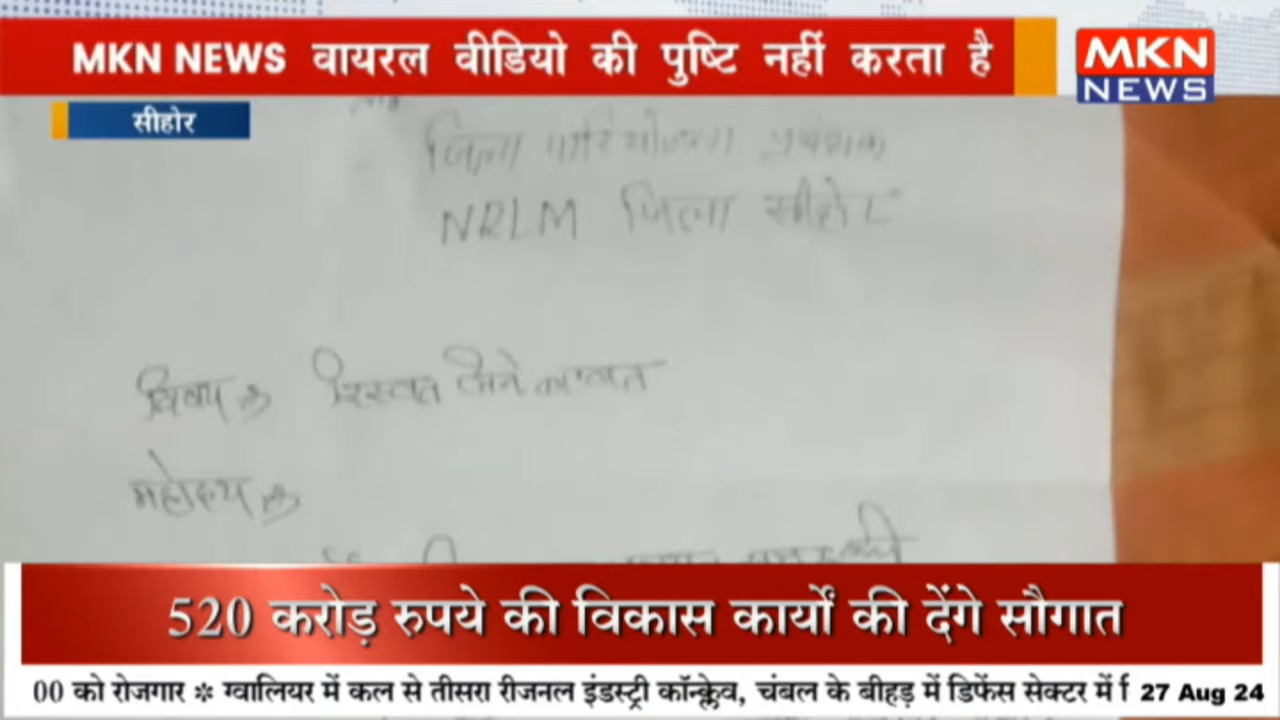 MKN NEWS वायरल वीडियो की पुष्टि नहीं करता है
MKN
NEWS
सीहोर
जिला परियोजना प्रबंधक
NRLM जिला सीहोर
विषयः रिस्वत लेने बाबत
महोदयः
520 करोड़ रुपये की विकास कार्यों की देंगे सौगात
00 को रोजगार * ग्वालियर में कल से तीसरा रीजनल इंडस्ट्री कॉन्क्लेव, चंबल के बीहड़ में डिफेंस सेक्टर में 27 Aug 24